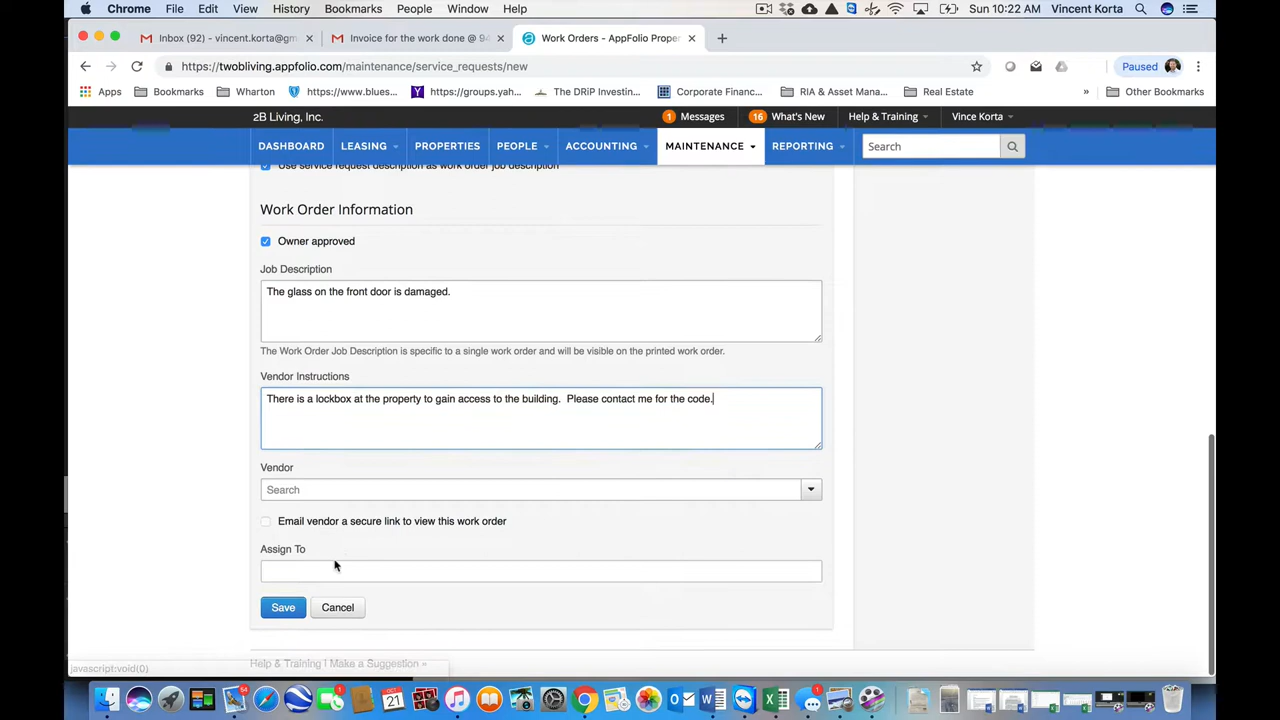 Chrome File Edit View History Bookmarks People Window Help Sun 10:22 AM Vincent Korta
Inbox (92) - vincent.korta@gm
Invoice for the work done @ 94
Work Orders - AppFolio Proper
https://twobliving.appfolio.com/maintenance/service_requests/new
Paused
Apps Bookmarks Wharton https://www.blues... https://groups.yah... The DRiP Investin... Corporate Financ... RIA & Asset Mana... Real Estate » Other Bookmarks
2B Living, Inc. 1 Messages 16 What's New Help & Training Vince Korta
DASHBOARD LEASING PROPERTIES PEOPLE ACCOUNTING MAINTENANCE REPORTING Search
Use service request description as work order job description
Work Order Information
Owner approved
Job Description
The glass on the front door is damaged.
The Work Order Job Description is specific to a single work order and will be visible on the printed work order.
Vendor Instructions
There is a lockbox at the property to gain access to the building. Please contact me for the code.
Vendor
Search
Email vendor a secure link to view this work order
Assign To
Save Cancel
Help & Training | Make a Suggestion »
javascript:void(0)